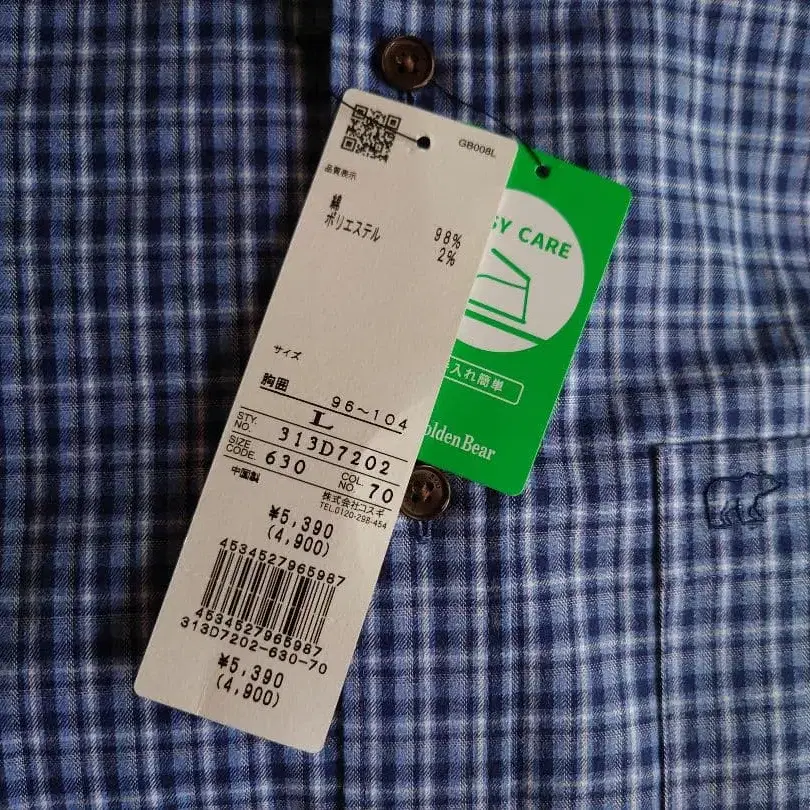 GB008L
品質表示
綿 98%
ポリエステル 2%
サイズ
胸囲 96~104
L
STY. NO. 313D7202
SIZE CODE. 630 COL. NO. 70
中国製 株式会社コスギ
TEL.0120-298-454
¥5,390
(4,900)
4534527965987
4534527965987
313D7202-630-70
¥5,390
(4,900)
SY CARE
入れ簡単
olden Bear